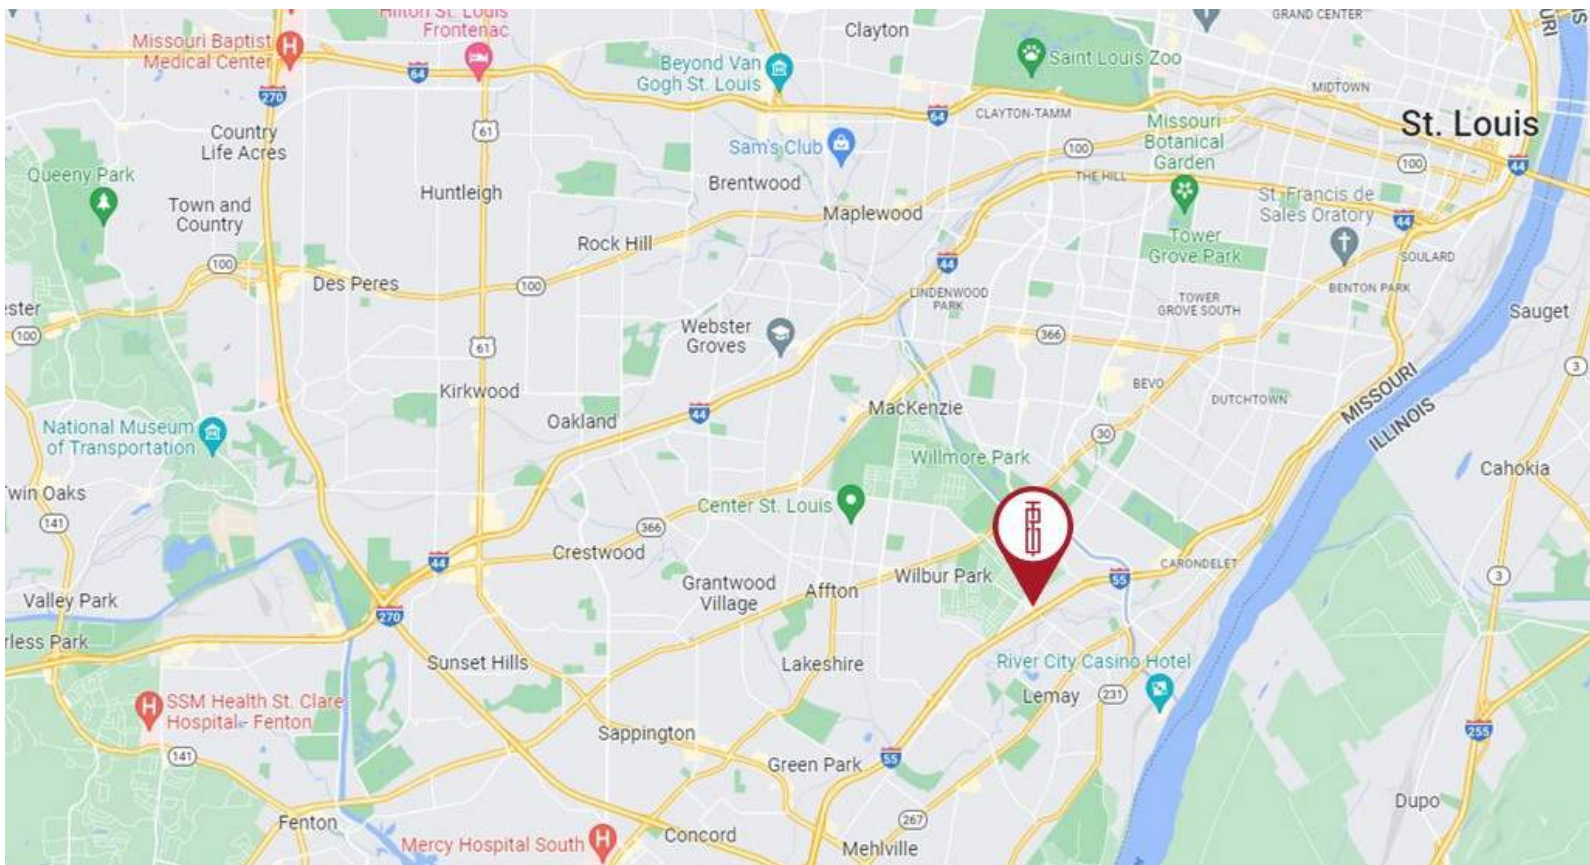 Hilton St. Louis
Frontenac
Clayton
GRAND CENTER
Missouri Baptist
Medical Center
64
270
Beyond Van
Gogh St. Louis
Saint Louis Zoo
MIDTOWN
64
CLAYTON-TAMM
Missouri
Botanical
Garden
St. Louis
Country
Life Acres
61
Sam's Club
100
100
44
Queeny Park
Huntleigh
Brentwood
THE HILL
St. Francis de
Sales Oratory
Town and
Country
Maplewood
44
Rock Hill
Tower
Grove Park
SOULARD
100
44
Des Peres
100
LINDENWOOD
PARK
BENTON PARK
TOWER
GROVE SOUTH
Sauget
ster
100
Webster
Groves
366
61
3
Kirkwood
BEVO
MISSOURI
ILLINOIS
DUTCHTOWN
Oakland
44
MacKenzie
National Museum
of Transportation
30
Willmore Park
Cahokia
win Oaks
141
Center St. Louis
366
Crestwood
44
CARONDELET
Wilbur Park
55
3
Grantwood
Village
Affton
Valley Park
270
rless Park
Sunset Hills
Lakeshire
River City Casino Hotel
Lemay
231
SSM Health St. Clare
Hospital - Fenton
Sappington
255
141
55
Green Park
Dupo
Fenton
267
Mercy Hospital South
Concord
Mehlville